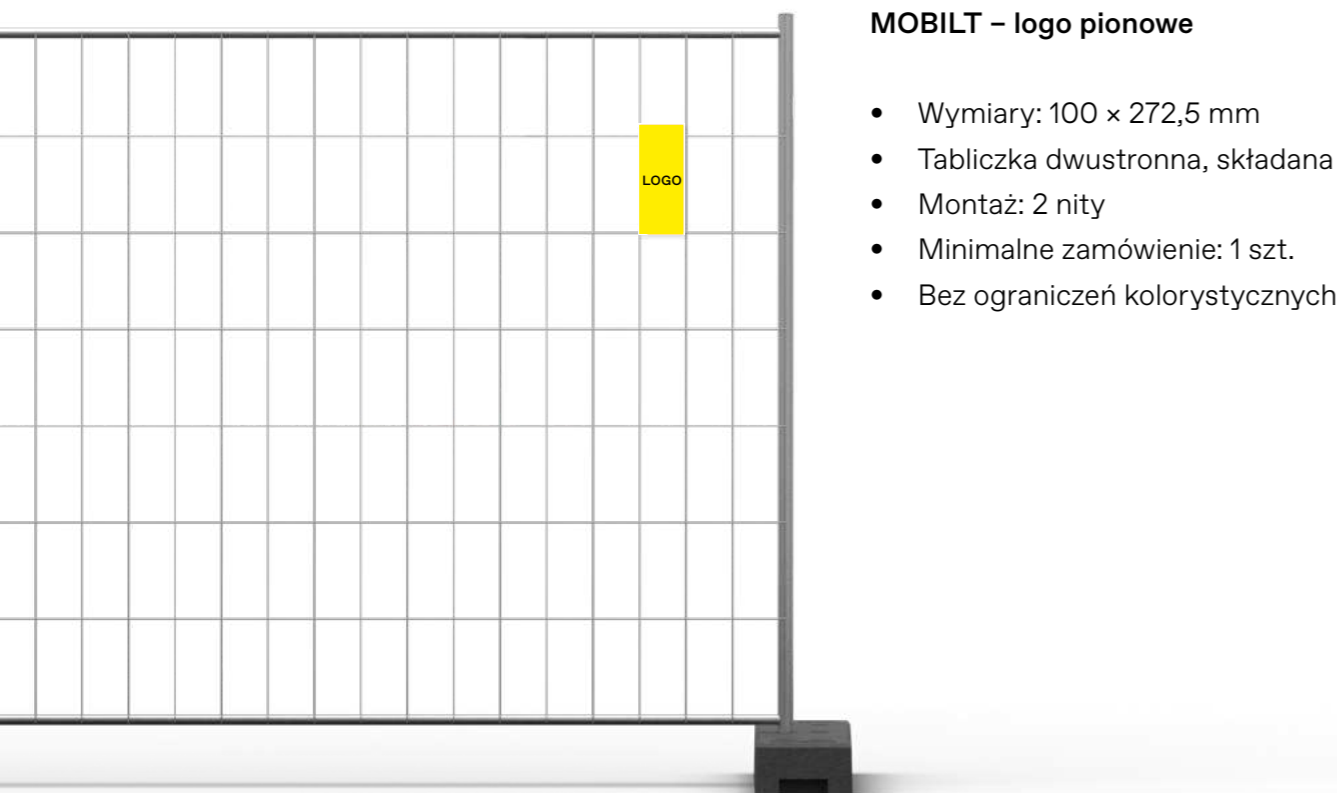 MOBILT – logo pionowe
• Wymiary: 100 × 272,5 mm
• Tabliczka dwustronna, składana
• Montaż: 2 nity
• Minimalne zamówienie: 1 szt.
• Bez ograniczeń kolorystycznych
LOGO